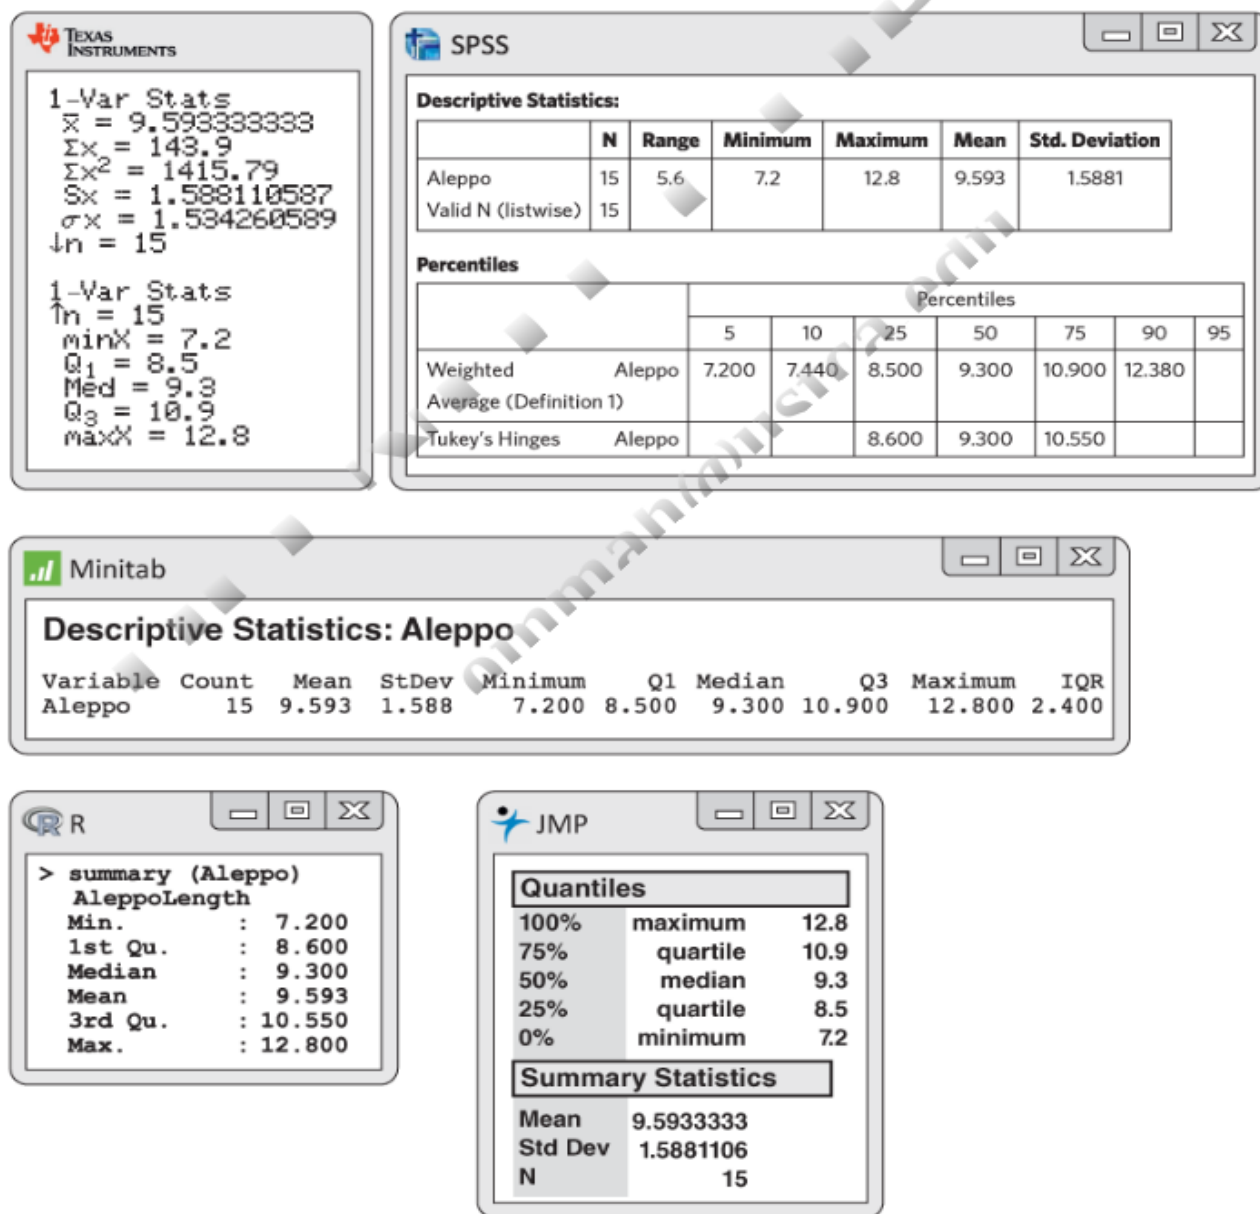 TEXAS
INSTRUMENTS
1-Var Stats
x̄ = 9.593333333
Σx = 143.9
Σx² = 1415.79
Sx = 1.588110587
σx = 1.534260589
↓n = 15
1-Var Stats
↑n = 15
minX = 7.2
Q₁ = 8.5
Med = 9.3
Q₃ = 10.9
maxX = 12.8
SPSS
Descriptive Statistics:
N Range Minimum Maximum Mean Std. Deviation
Aleppo 15 5.6 7.2 12.8 9.593 1.5881
Valid N (listwise) 15
Percentiles
Percentiles
5 10 25 50 75 90 95
Weighted Aleppo 7.200 7.440 8.500 9.300 10.900 12.380
Average (Definition 1)
Tukey's Hinges Aleppo 8.600 9.300 10.550
Minitab
Descriptive Statistics: Aleppo
Variable Count Mean StDev Minimum Q1 Median Q3 Maximum IQR
Aleppo 15 9.593 1.588 7.200 8.500 9.300 10.900 12.800 2.400
R
> summary (Aleppo)
AleppoLength
Min. : 7.200
1st Qu. : 8.600
Median : 9.300
Mean : 9.593
3rd Qu. : 10.550
Max. : 12.800
JMP
Quantiles
100% maximum 12.8
75% quartile 10.9
50% median 9.3
25% quartile 8.5
0% minimum 7.2
Summary Statistics
Mean 9.5933333
Std Dev 1.5881106
N 15